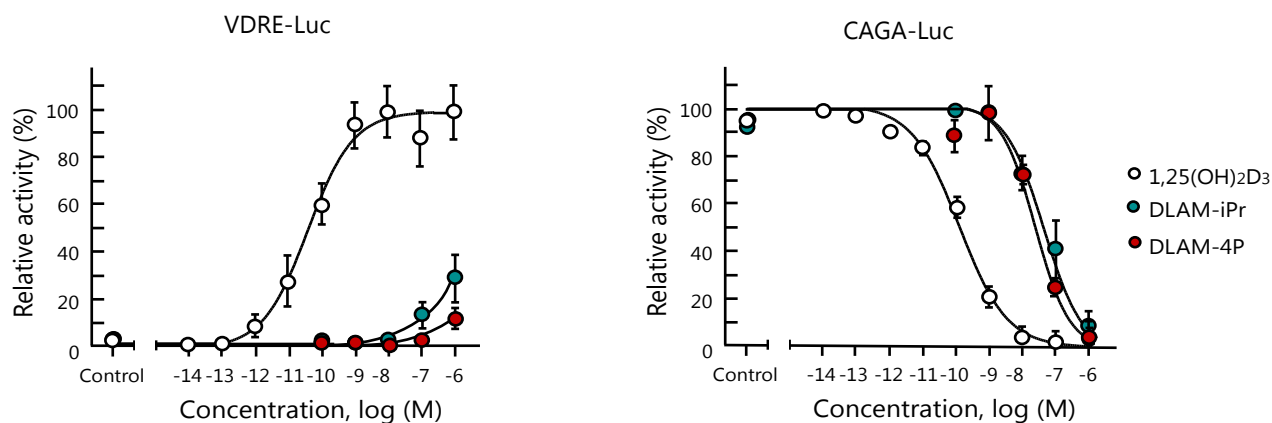 VDRE-Luc
Relative activity (%)
100
80
60
40
20
0
Control -14 -13 -12 -11 -10 -9 -8 -7 -6
Concentration, log (M)
CAGA-Luc
Relative activity (%)
100
80
60
40
20
0
Control -14 -13 -12 -11 -10 -9 -8 -7 -6
Concentration, log (M)
1,25(OH)2D3
DLAM-iPr
DLAM-4P